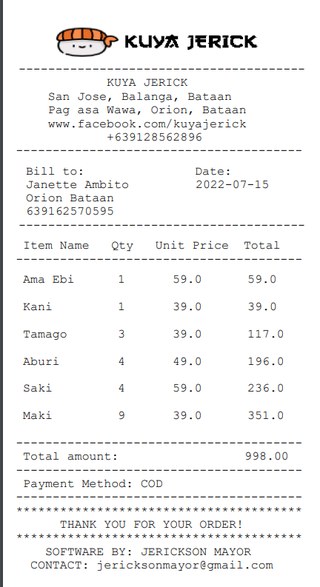 KUYA JERICK
--------------------------------------
KUYA JERICK
San Jose, Balanga, Bataan
Pag asa Wawa, Orion, Bataan
www.facebook.com/kuyajerick
+639128562896
--------------------------------------
Bill to: Date:
Janette Ambito 2022-07-15
Orion Bataan
639162570595
--------------------------------------
Item Name Qty Unit Price Total
--------------------------------------
Ama Ebi 1 59.0 59.0
Kani 1 39.0 39.0
Tamago 3 39.0 117.0
Aburi 4 49.0 196.0
Saki 4 59.0 236.0
Maki 9 39.0 351.0
--------------------------------------
Total amount: 998.00
--------------------------------------
Payment Method: COD
--------------------------------------
**************************************
THANK YOU FOR YOUR ORDER!
**************************************
SOFTWARE BY: JERICKSON MAYOR
CONTACT: jericksonmayor@gmail.com